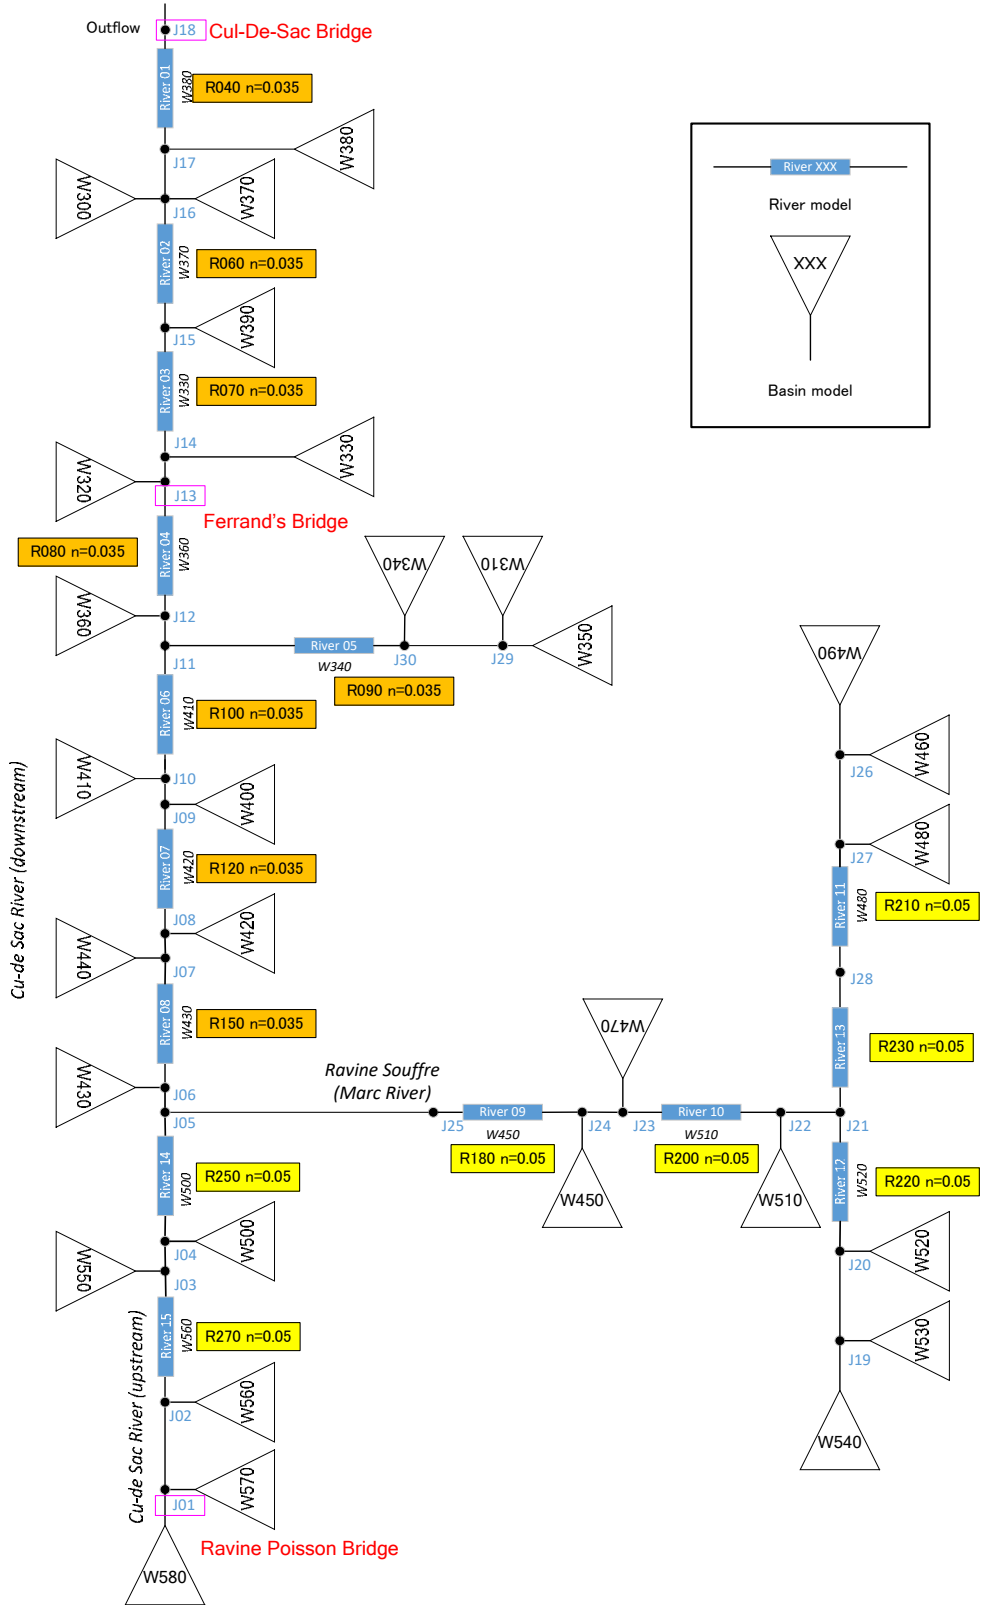 Outflow
J18
Cul-De-Sac Bridge
River 01
W380
R040 n=0.035
J17
W380
W300
J16
W370
River XXX
River model
XXX
Basin model
River 02
W370
R060 n=0.035
J15
W390
River 03
W330
R070 n=0.035
J14
W330
W320
J13
Ferrand's Bridge
R080 n=0.035
River 04
W360
W340
W310
W360
J12
J11
River 05
W340
R090 n=0.035
J30
J29
W350
River 06
W410
R100 n=0.035
W490
J26
W460
W410
J10
J09
W400
Cu-de Sac River (downstream)
River 07
W420
R120 n=0.035
J27
W480
River 11
W480
R210 n=0.05
J08
W420
W440
J07
J28
River 08
W430
R150 n=0.035
W470
River 13
R230 n=0.05
Ravine Souffre
(Marc River)
W430
J06
J05
J25
River 09
W450
R180 n=0.05
J24
J23
River 10
W510
R200 n=0.05
J22
J21
W450
W510
River 14
W500
R250 n=0.05
River 12
W520
R220 n=0.05
J04
W500
W550
J03
J20
W520
Cu-de Sac River (upstream)
River 15
W560
R270 n=0.05
J19
W530
W540
J02
W560
W570
J01
Ravine Poisson Bridge
W580